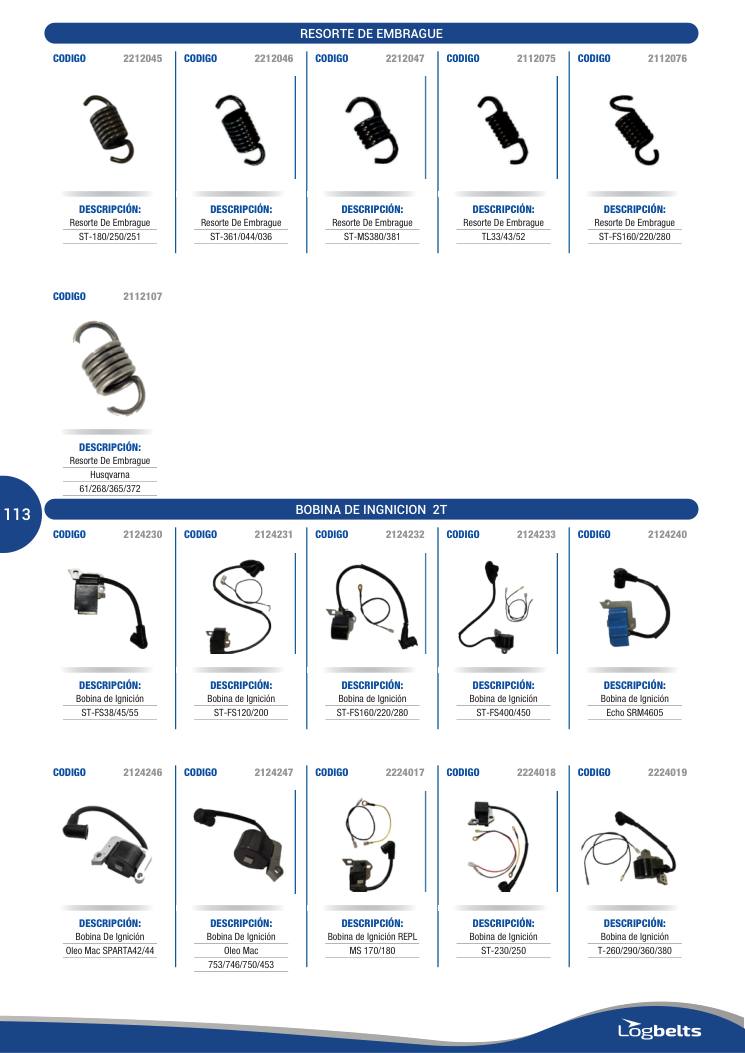 RESORTE DE EMBRAGUE
CODIGO 2212045
DESCRIPCIÓN:
Resorte De Embrague
ST-180/250/251
CODIGO 2212046
DESCRIPCIÓN:
Resorte De Embrague
ST-361/044/036
CODIGO 2212047
DESCRIPCIÓN:
Resorte De Embrague
ST-MS380/381
CODIGO 2112075
DESCRIPCIÓN:
Resorte De Embrague
TL33/43/52
CODIGO 2112076
DESCRIPCIÓN:
Resorte De Embrague
ST-FS160/220/280
CODIGO 2112107
DESCRIPCIÓN:
Resorte De Embrague
Husqvarna
61/268/365/372
113
BOBINA DE INGNICION 2T
CODIGO 2124230
DESCRIPCIÓN:
Bobina de Ignición
ST-FS38/45/55
CODIGO 2124231
DESCRIPCIÓN:
Bobina de Ignición
ST-FS120/200
CODIGO 2124232
DESCRIPCIÓN:
Bobina de Ignición
ST-FS160/220/280
CODIGO 2124233
DESCRIPCIÓN:
Bobina de Ignición
ST-FS400/450
CODIGO 2124240
DESCRIPCIÓN:
Bobina de Ignición
Echo SRM4605
CODIGO 2124246
DESCRIPCIÓN:
Bobina De Ignición
Oleo Mac SPARTA42/44
CODIGO 2124247
DESCRIPCIÓN:
Bobina De Ignición
Oleo Mac
753/746/750/453
CODIGO 2224017
DESCRIPCIÓN:
Bobina de Ignición REPL
MS 170/180
CODIGO 2224018
DESCRIPCIÓN:
Bobina de Ignición
ST-230/250
CODIGO 2224019
DESCRIPCIÓN:
Bobina de Ignición
T-260/290/360/380
Logbelts